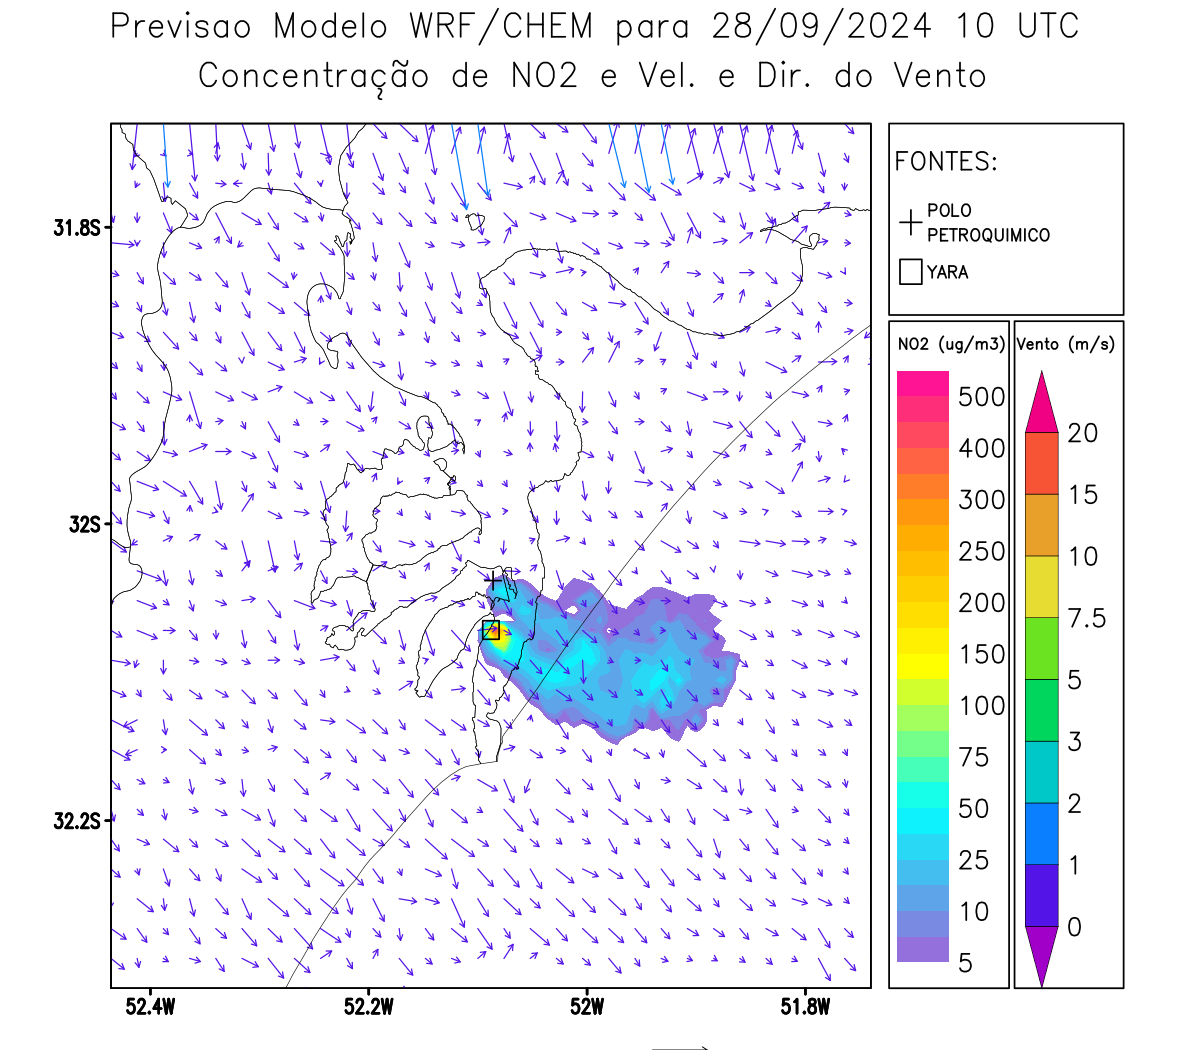 Previsao Modelo WRF/CHEM para 28/09/2024 10 UTC
Concentração de NO2 e Vel. e Dir. do Vento
FONTES:
POLO
PETROQUIMICO
YARA
NO2 (ug/m3)
500
400
300
250
200
150
100
75
50
25
10
5
Vento (m/s)
20
15
10
7.5
5
3
2
1
0
31.8S
32S
32.2S
52.4W
52.2W
52W
51.8W